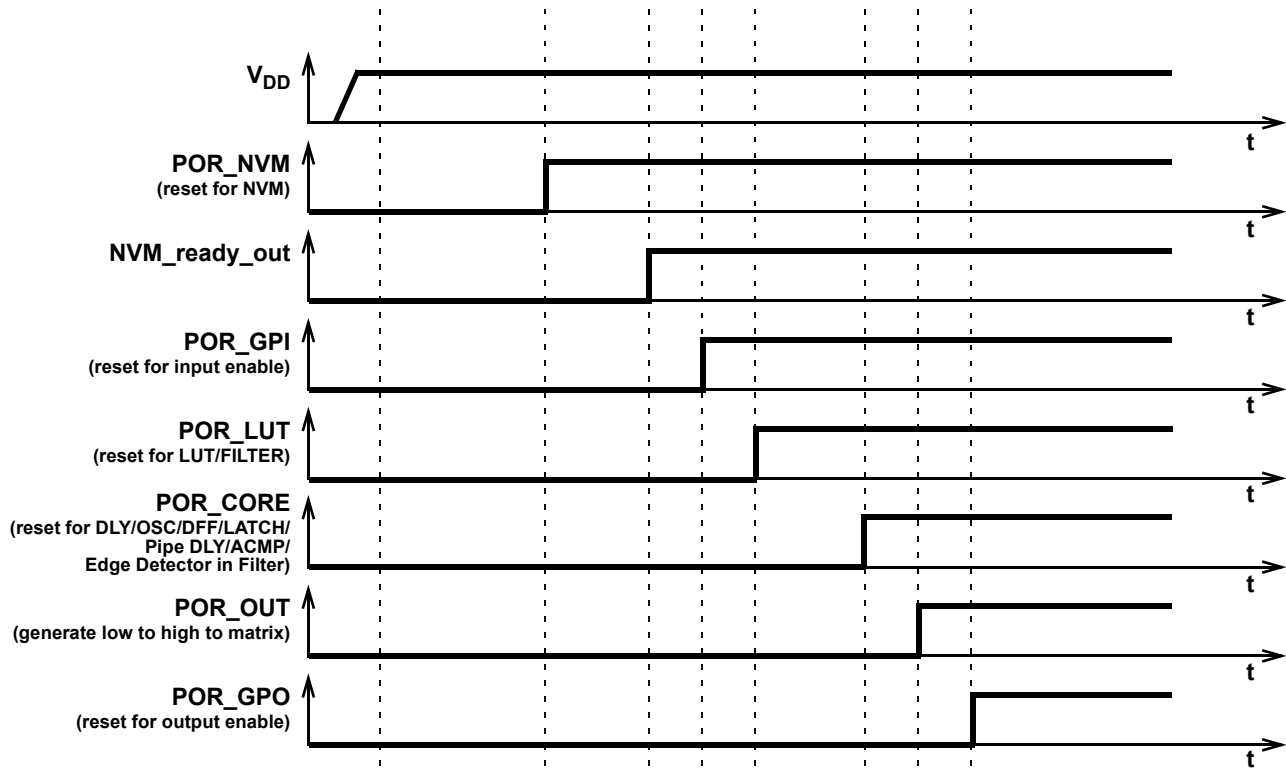 VDD
t
POR_NVM
(reset for NVM)
t
NVM_ready_out
t
POR_GPI
(reset for input enable)
t
POR_LUT
(reset for LUT/FILTER)
t
POR_CORE
(reset for DLY/OSC/DFF/LATCH/
Pipe DLY/ACMP/
Edge Detector in Filter)
t
POR_OUT
(generate low to high to matrix)
t
POR_GPO
(reset for output enable)
t